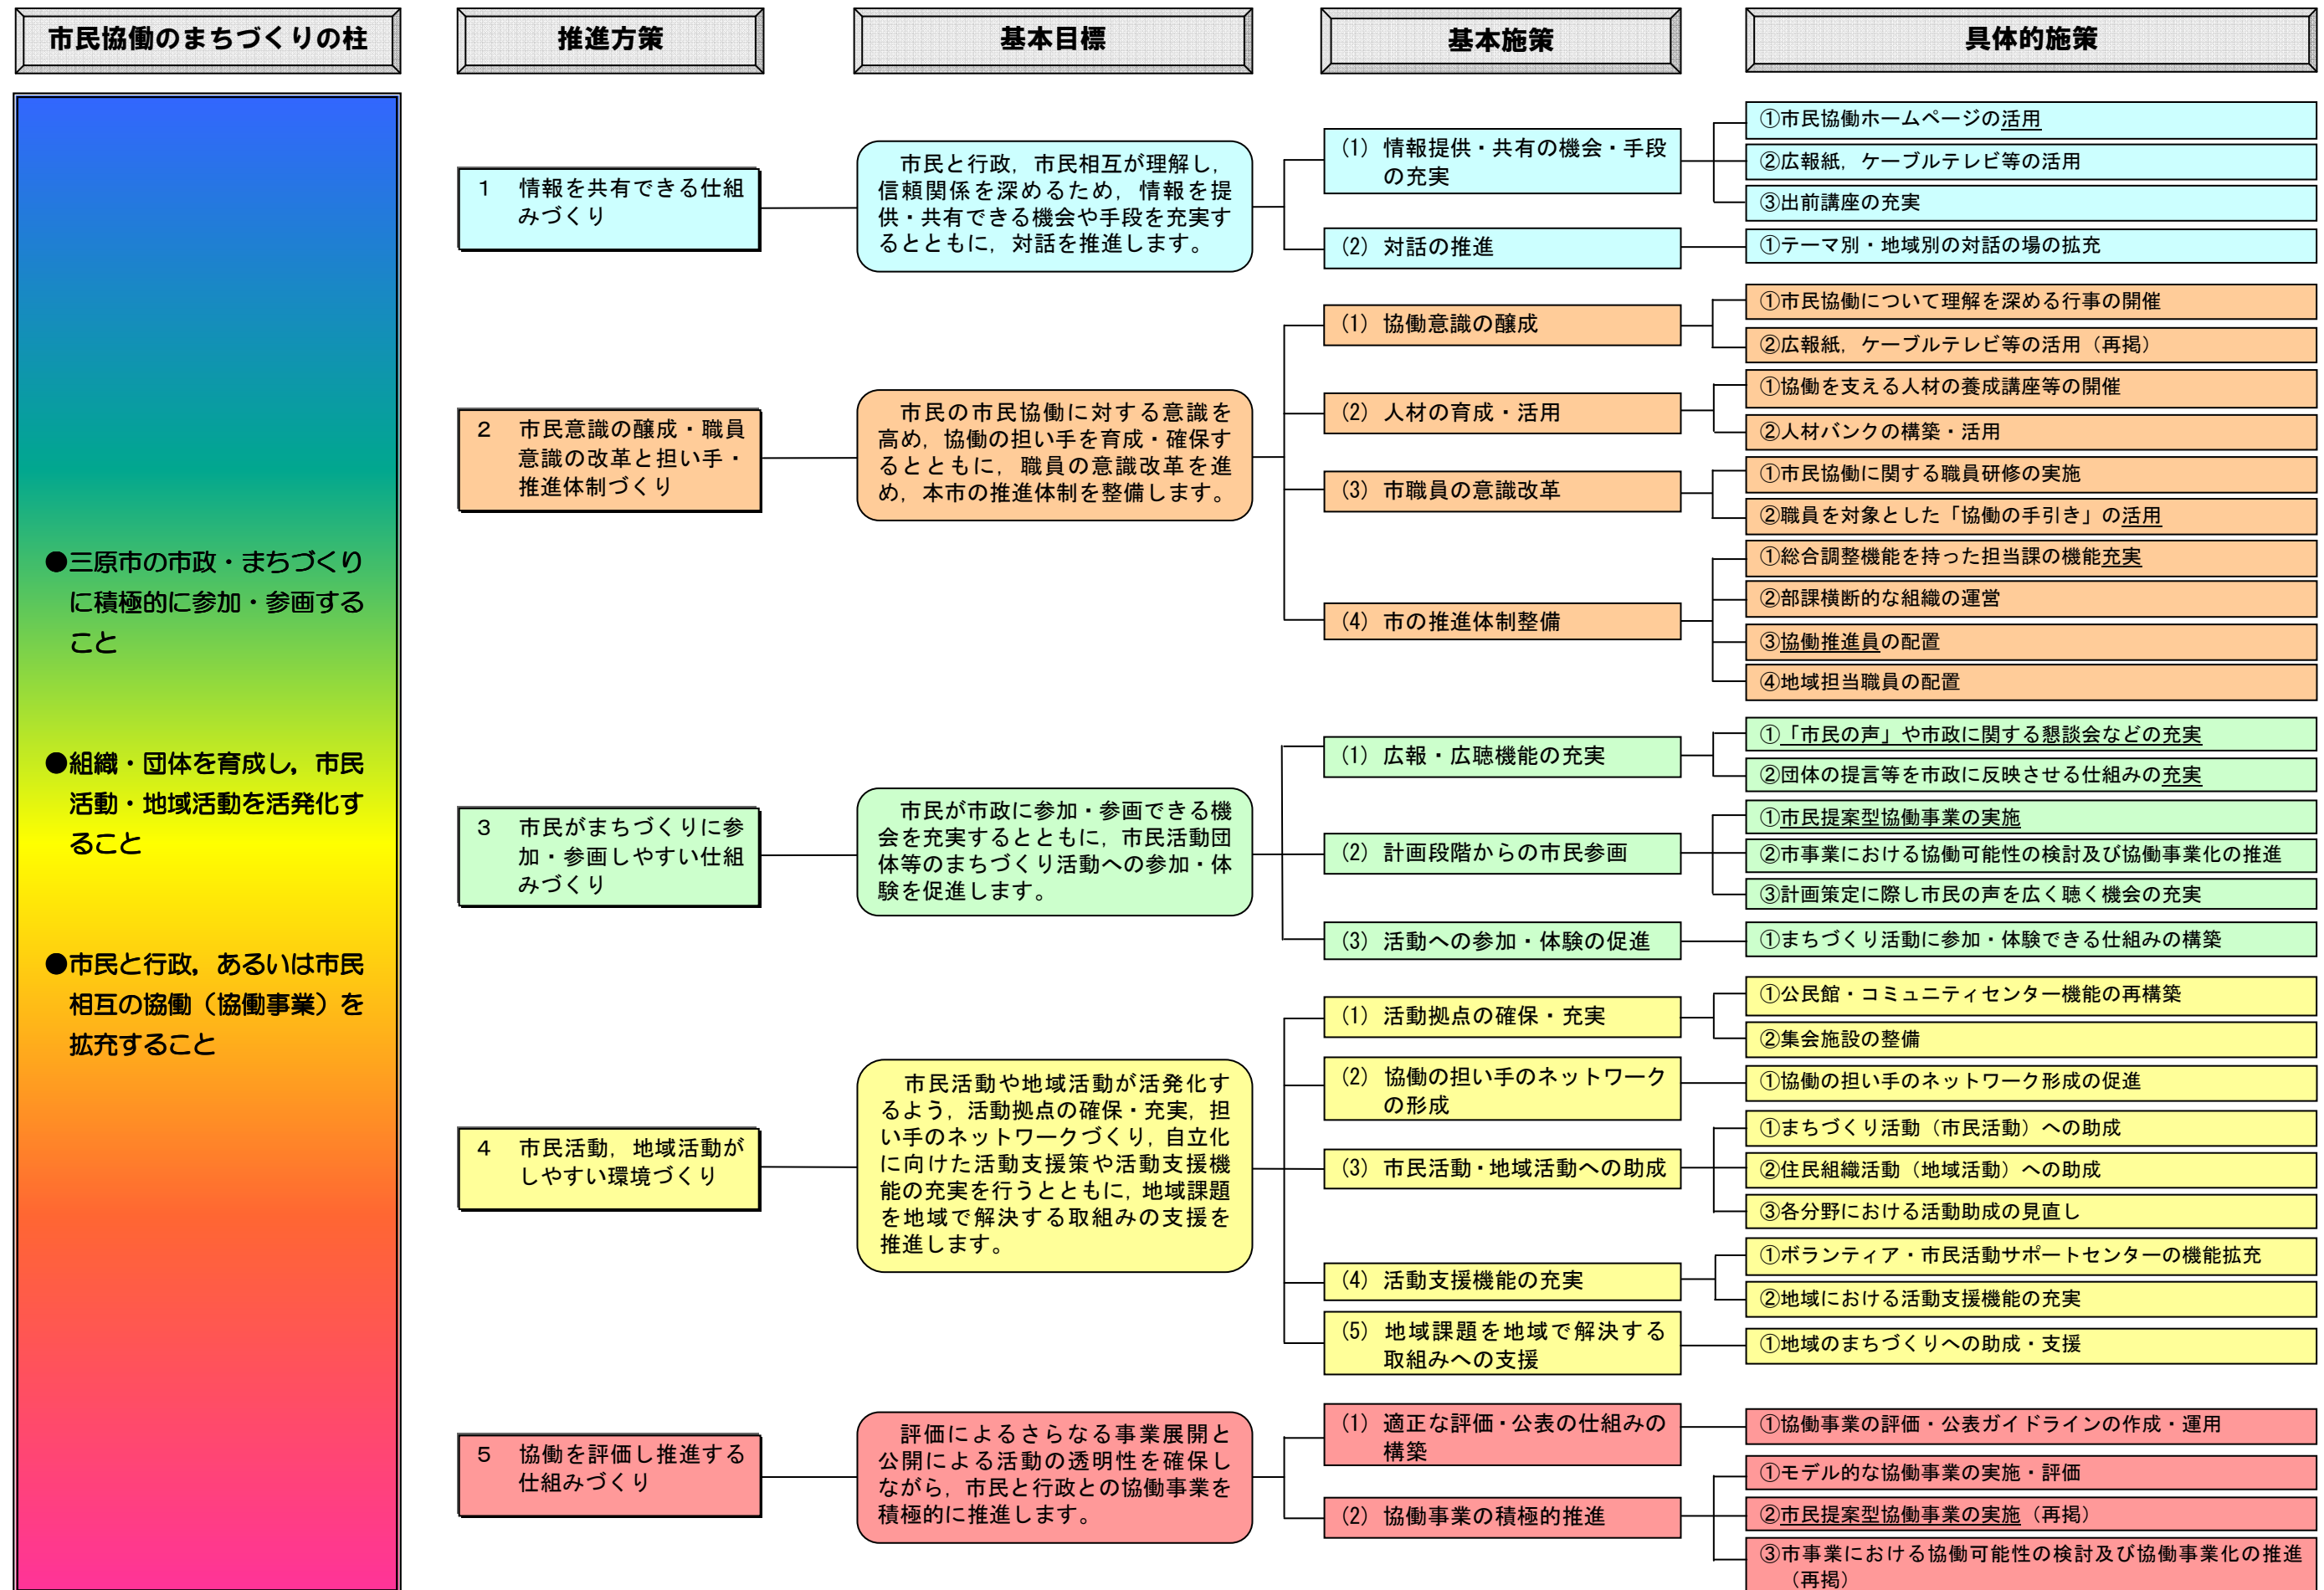 市民協働のまちづくりの柱
推進方策
基本目標
基本施策
具体的施策
●三原市の市政・まちづくり
に積極的に参加・参画する
こと
●組織・団体を育成し，市民
活動・地域活動を活発化す
ること
●市民と行政，あるいは市民
相互の協働（協働事業）を
拡充すること
1　情報を共有できる仕組
みづくり
市民と行政，市民相互が理解し，
信頼関係を深めるため，情報を提
供・共有できる機会や手段を充実す
るとともに，対話を推進します。
(1) 情報提供・共有の機会・手段
の充実
①市民協働ホームページの活用
②広報紙，ケーブルテレビ等の活用
③出前講座の充実
(2) 対話の推進
①テーマ別・地域別の対話の場の拡充
2　市民意識の醸成・職員
意識の改革と担い手・
推進体制づくり
市民の市民協働に対する意識を
高め，協働の担い手を育成・確保す
るとともに，職員の意識改革を進
め，本市の推進体制を整備します。
(1) 協働意識の醸成
①市民協働について理解を深める行事の開催
②広報紙，ケーブルテレビ等の活用（再掲）
(2) 人材の育成・活用
①協働を支える人材の養成講座等の開催
②人材バンクの構築・活用
(3) 市職員の意識改革
①市民協働に関する職員研修の実施
②職員を対象とした「協働の手引き」の活用
(4) 市の推進体制整備
①総合調整機能を持った担当課の機能充実
②部課横断的な組織の運営
③協働推進員の配置
④地域担当職員の配置
3　市民がまちづくりに参
加・参画しやすい仕組
みづくり
市民が市政に参加・参画できる機
会を充実するとともに，市民活動団
体等のまちづくり活動への参加・体
験を促進します。
(1) 広報・広聴機能の充実
①「市民の声」や市政に関する懇談会などの充実
②団体の提言等を市政に反映させる仕組みの充実
(2) 計画段階からの市民参画
①市民提案型協働事業の実施
②市事業における協働可能性の検討及び協働事業化の推進
③計画策定に際し市民の声を広く聴く機会の充実
(3) 活動への参加・体験の促進
①まちづくり活動に参加・体験できる仕組みの構築
4　市民活動，地域活動が
しやすい環境づくり
市民活動や地域活動が活発化す
るよう，活動拠点の確保・充実，担
い手のネットワークづくり，自立化
に向けた活動支援策や活動支援機
能の充実を行うとともに，地域課題
を地域で解決する取組みの支援を
推進します。
(1) 活動拠点の確保・充実
①公民館・コミュニティセンター機能の再構築
②集会施設の整備
(2) 協働の担い手のネットワーク
の形成
①協働の担い手のネットワーク形成の促進
(3) 市民活動・地域活動への助成
①まちづくり活動（市民活動）への助成
②住民組織活動（地域活動）への助成
③各分野における活動助成の見直し
(4) 活動支援機能の充実
①ボランティア・市民活動サポートセンターの機能拡充
②地域における活動支援機能の充実
(5) 地域課題を地域で解決する
取組みへの支援
①地域のまちづくりへの助成・支援
5　協働を評価し推進する
仕組みづくり
評価によるさらなる事業展開と
公開による活動の透明性を確保し
ながら，市民と行政との協働事業を
積極的に推進します。
(1) 適正な評価・公表の仕組みの
構築
①協働事業の評価・公表ガイドラインの作成・運用
(2) 協働事業の積極的推進
①モデル的な協働事業の実施・評価
②市民提案型協働事業の実施（再掲）
③市事業における協働可能性の検討及び協働事業化の推進
（再掲）